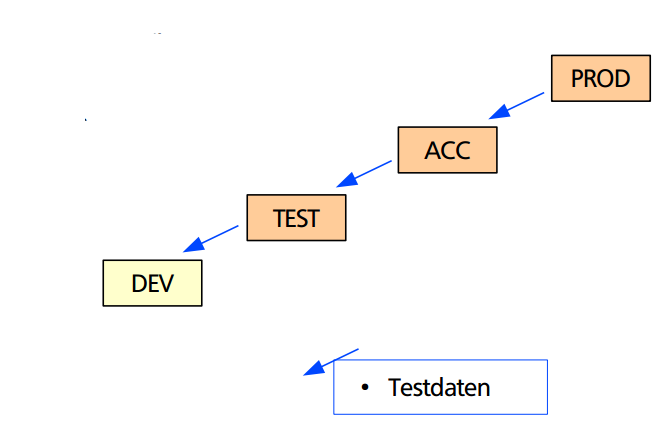 PROD
ACC
TEST
DEV
• Testdaten